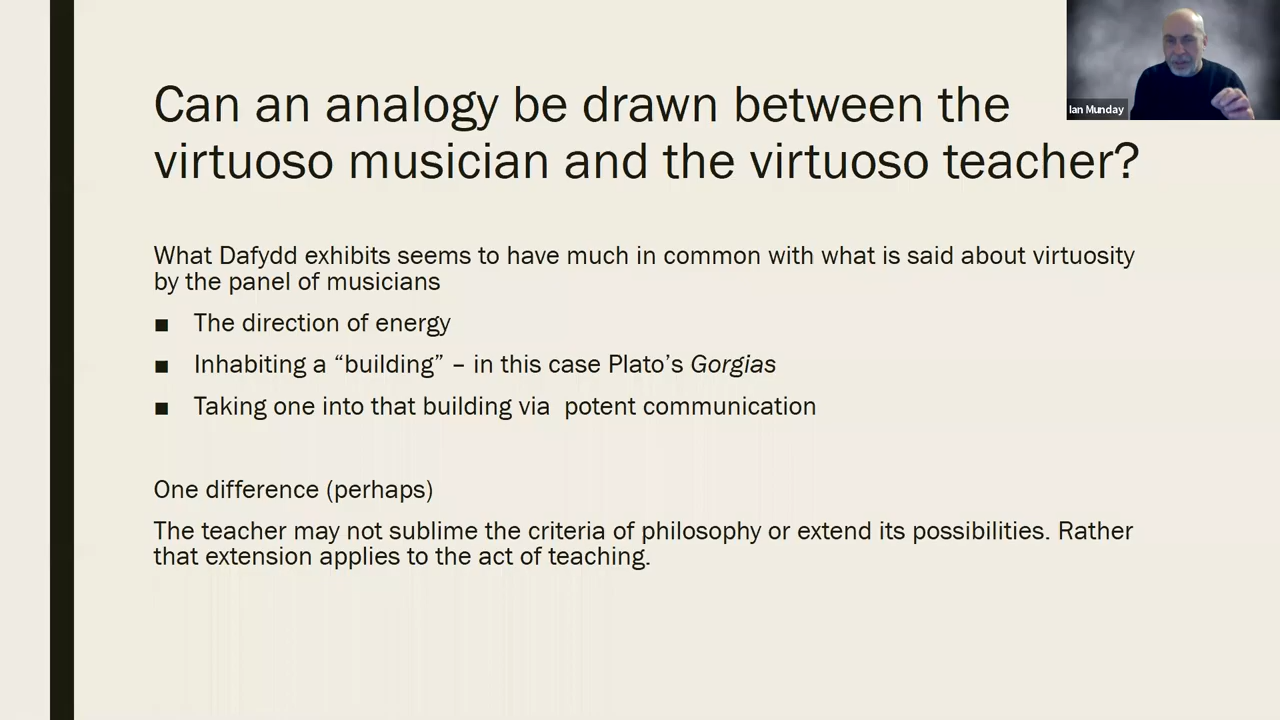 Can an analogy be drawn between the
virtuoso musician and the virtuoso teacher?
Ian Munday
What Dafydd exhibits seems to have much in common with what is said about virtuosity
by the panel of musicians
■ The direction of energy
■ Inhabiting a “building” – in this case Plato’s Gorgias
■ Taking one into that building via  potent communication
One difference (perhaps)
The teacher may not sublime the criteria of philosophy or extend its possibilities. Rather
that extension applies to the act of teaching.